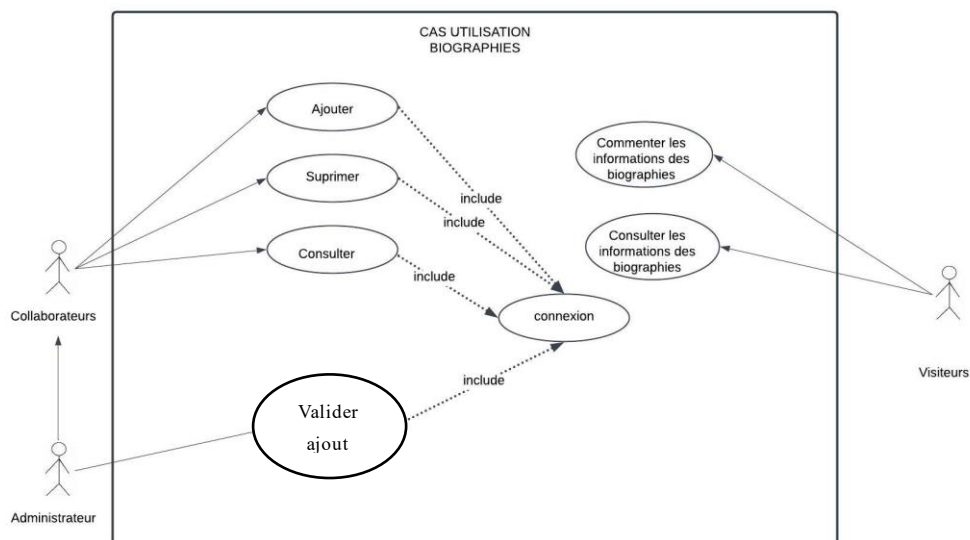 CAS UTILISATION
BIOGRAPHIES
Ajouter
Commenter les
informations des
biographies
Suprimer
include
include
Consulter
Consulter les
informations des
biographies
include
connexion
Collaborateurs
Visiteurs
include
Valider
ajout
Administrateur